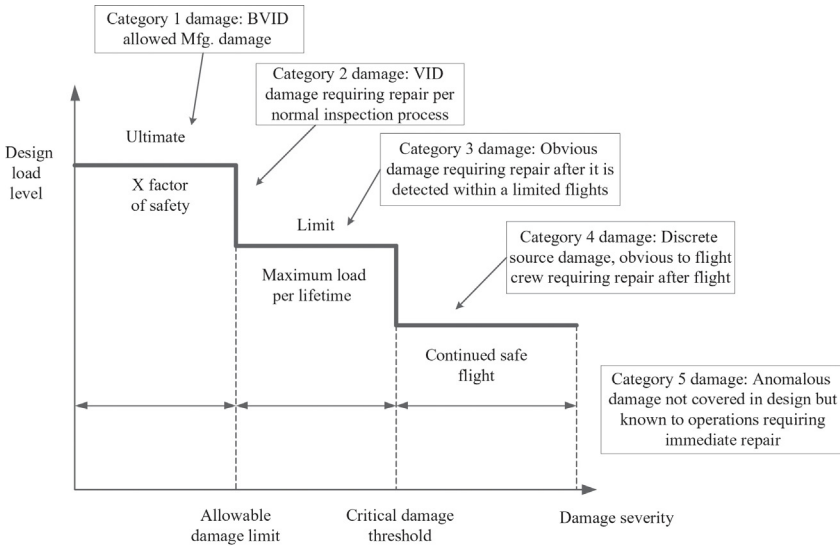 Category 1 damage: BVID
allowed Mfg. damage
Category 2 damage: VID
damage requiring repair per
normal inspection process
Category 3 damage: Obvious
damage requiring repair after it is
detected within a limited flights
Category 4 damage: Discrete
source damage, obvious to flight
crew requiring repair after flight
Category 5 damage: Anomalous
damage not covered in design but
known to operations requiring
immediate repair
Design
load
level
Ultimate
X factor
of safety
Limit
Maximum load
per lifetime
Continued safe
flight
Allowable
damage limit
Critical damage
threshold
Damage severity